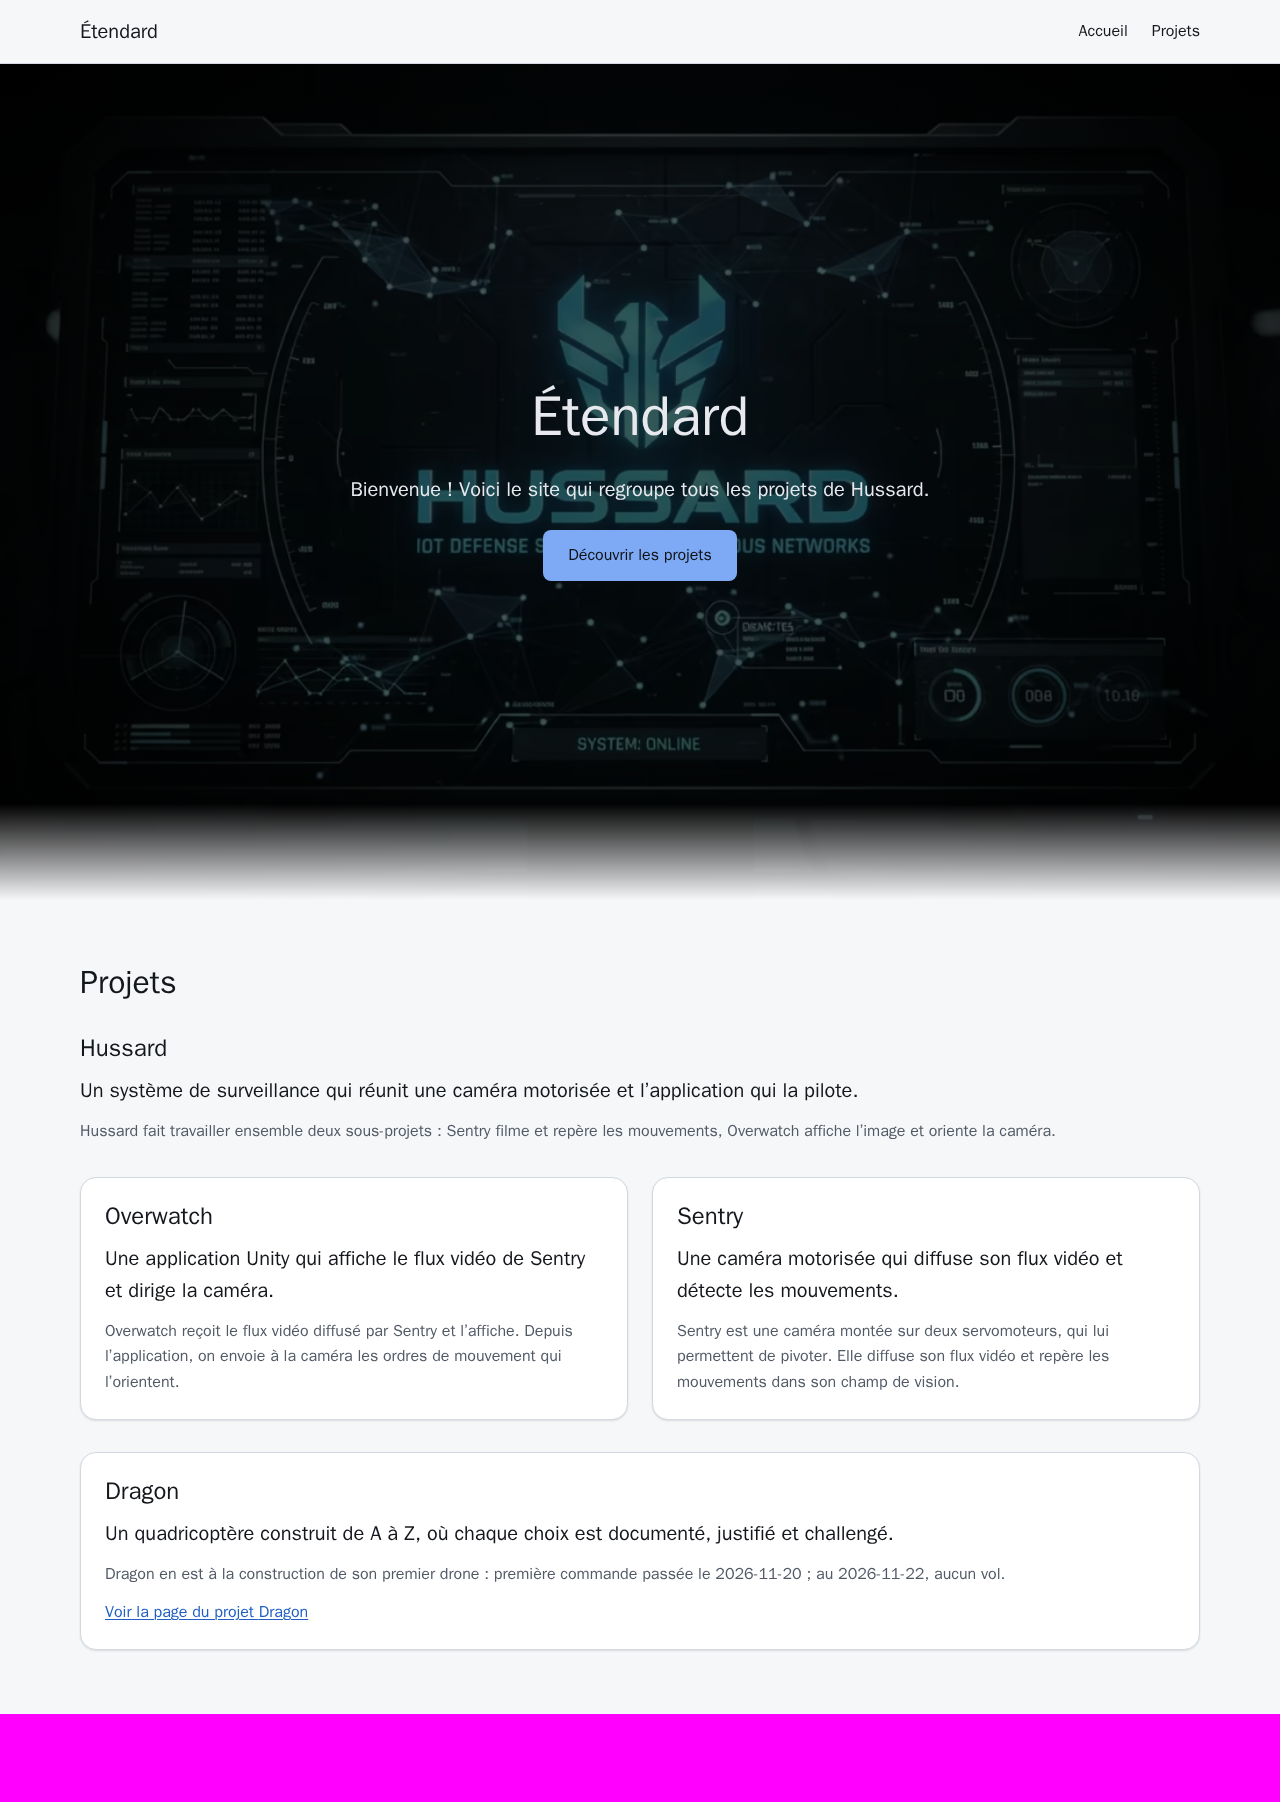 Étendard
Accueil Projets
Étendard
HUSSARD
Bienvenue ! Voici le site qui regroupe tous les projets de Hussard.
IOT DEFENSE NETWORKS
Découvrir les projets
SYSTEM: ONLINE
Projets
Hussard
Un système de surveillance qui réunit une caméra motorisée et l’application qui la pilote.
Hussard fait travailler ensemble deux sous-projets : Sentry filme et repère les mouvements, Overwatch affiche l’image et oriente la caméra.
Overwatch
Une application Unity qui affiche le flux vidéo de Sentry
et dirige la caméra.
Overwatch reçoit le flux vidéo diffusé par Sentry et l’affiche. Depuis
l’application, on envoie à la caméra les ordres de mouvement qui
l’orientent.
Sentry
Une caméra motorisée qui diffuse son flux vidéo et
détecte les mouvements.
Sentry est une caméra montée sur deux servomoteurs, qui lui
permettent de pivoter. Elle diffuse son flux vidéo et repère les
mouvements dans son champ de vision.
Dragon
Un quadricoptère construit de A à Z, où chaque choix est documenté, justifié et challengé.
Dragon en est à la construction de son premier drone : première commande passée le 2026-11-20 ; au 2026-11-22, aucun vol.
Voir la page du projet Dragon